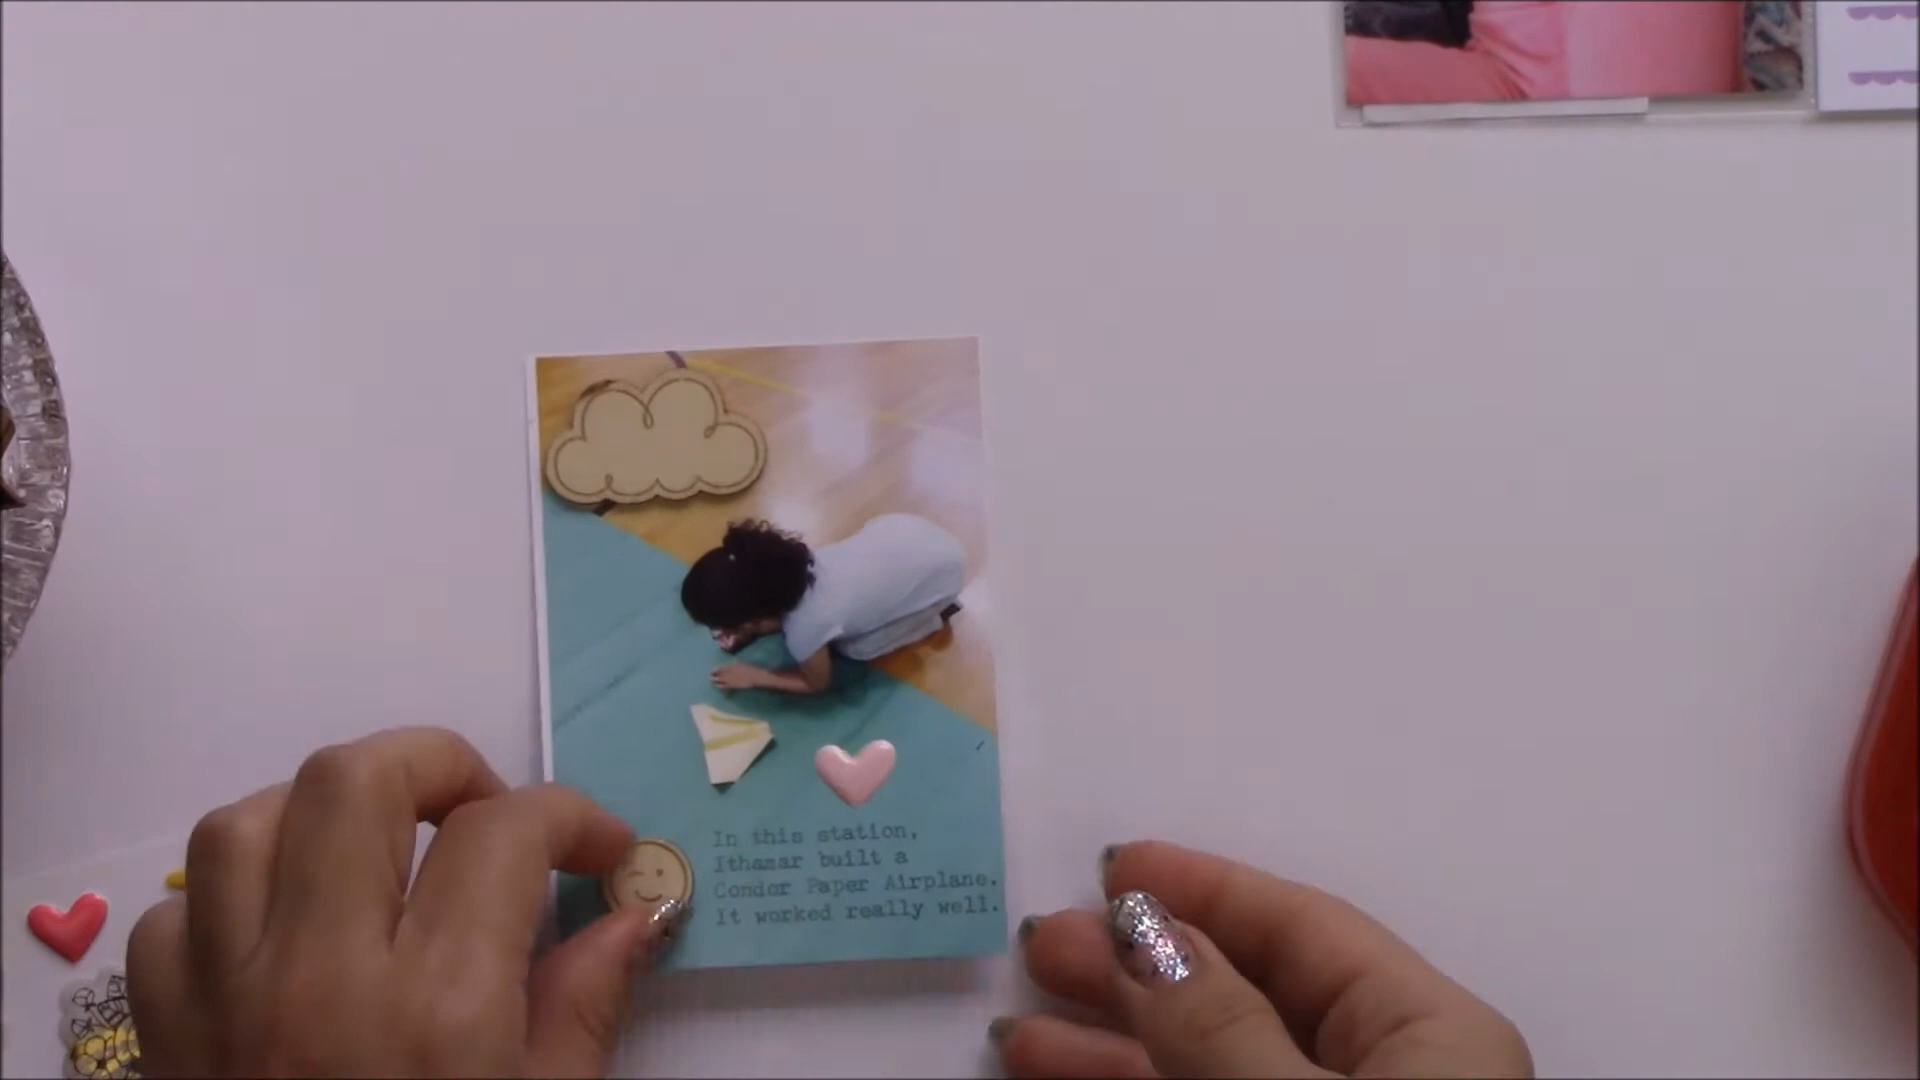 In this station,
Ithamar built a
Condor Paper Airplane.
It worked really well.